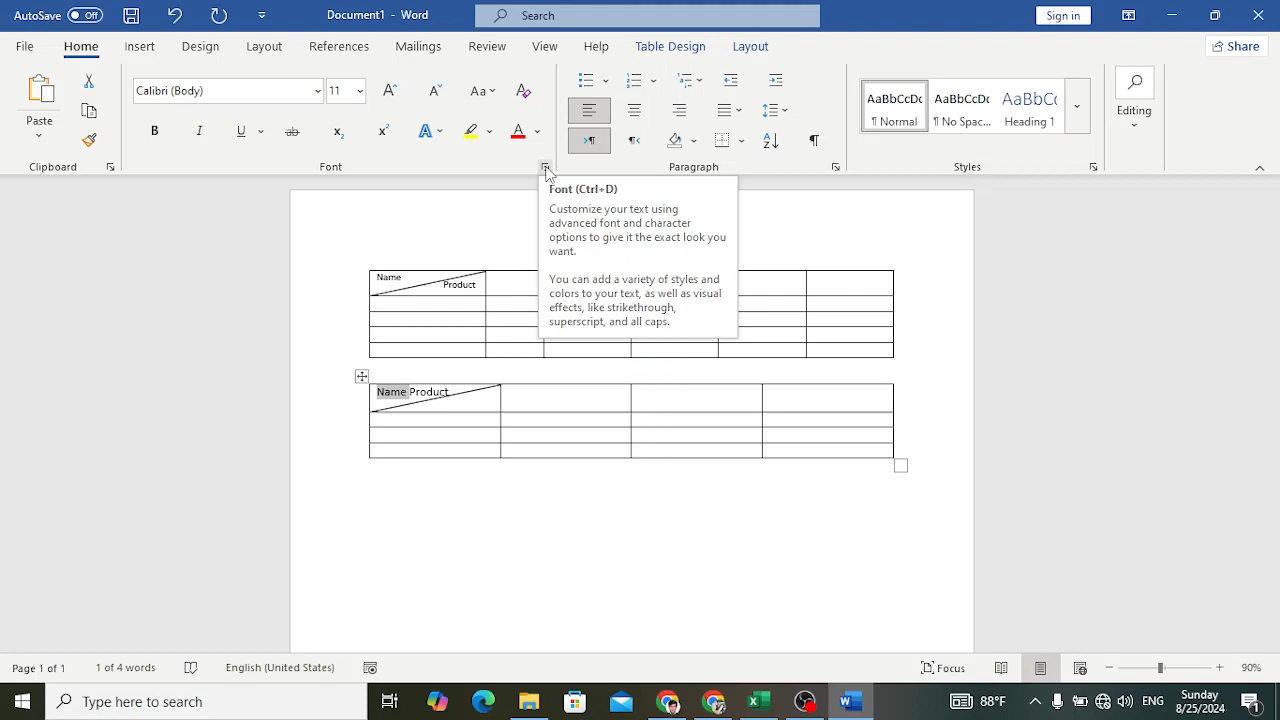 AutoSave Off Document1 - Word Search Sign in
File Home Insert Design Layout References Mailings Review View Help Table Design Layout Share
Paste Calibri (Body) 11 Aa A
B I U ab x₂ x² A A
AaBbCcDc AaBbCcDc AaBbCc
¶ Normal ¶ No Spac... Heading 1
Editing
Clipboard Font Paragraph Styles
Font (Ctrl+D)
Customize your text using
advanced font and character
options to give it the exact look you
want.
You can add a variety of styles and
colors to your text, as well as visual
effects, like strikethrough,
superscript, and all caps.
Name
Product
Name Product
Page 1 of 1 1 of 4 words English (United States) Focus 90%
Type here to search 88°F ENG Sunday
8/25/2024
1